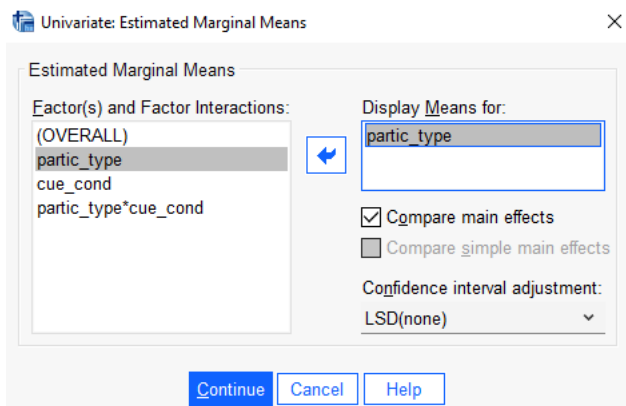 Univariate: Estimated Marginal Means
Estimated Marginal Means
Factor(s) and Factor Interactions:
(OVERALL)
partic_type
cue_cond
partic_type*cue_cond
Display Means for:
partic_type
Compare main effects
Compare simple main effects
Confidence interval adjustment:
LSD(none)
Continue
Cancel
Help